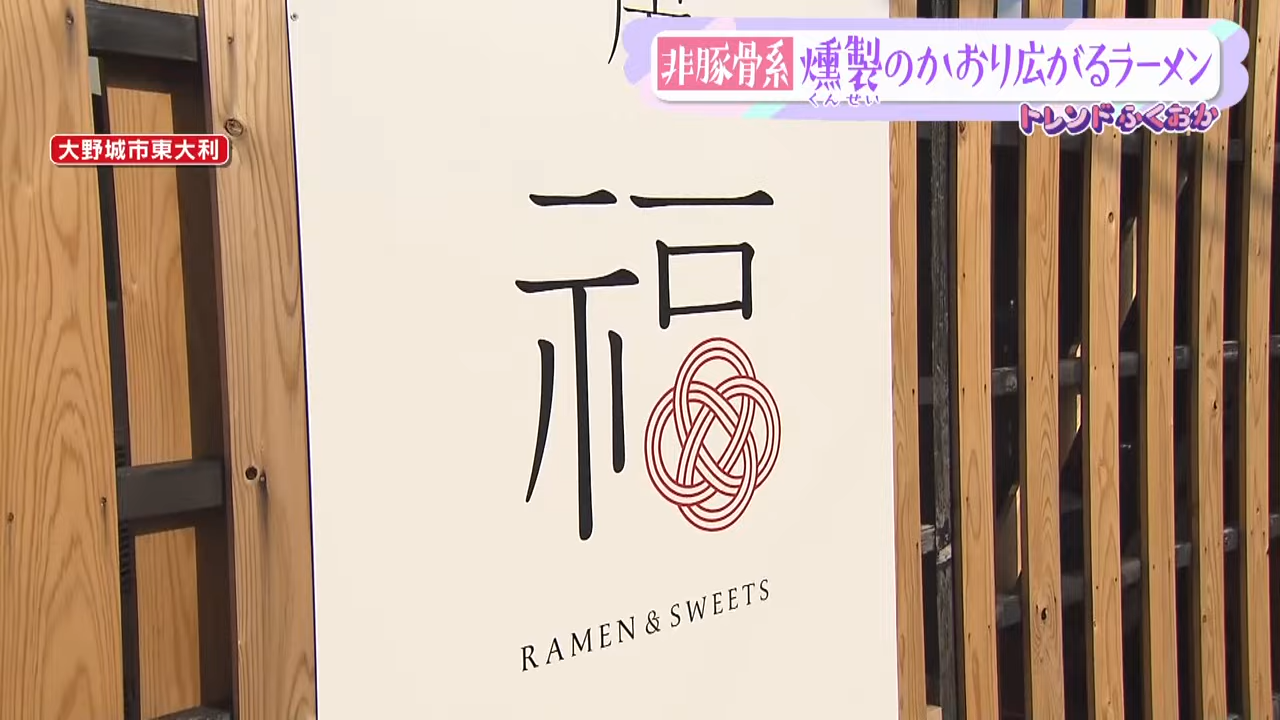 非豚骨系 燻製のかおり広がるラーメン
くんせい
トレンドふくおか
大野城市東大利
福
RAMEN & SWEETS